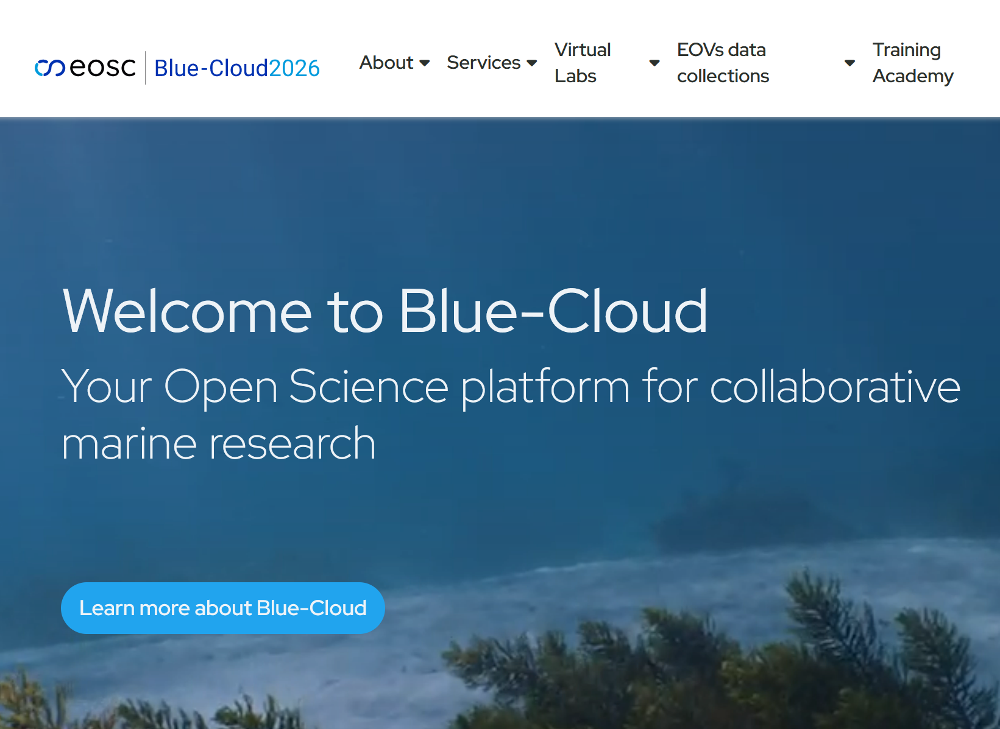 eosc Blue-Cloud2026
About Services
Virtual
Labs
EOVs data
collections
Training
Academy
Welcome to Blue-Cloud
Your Open Science platform for collaborative
marine research
Learn more about Blue-Cloud